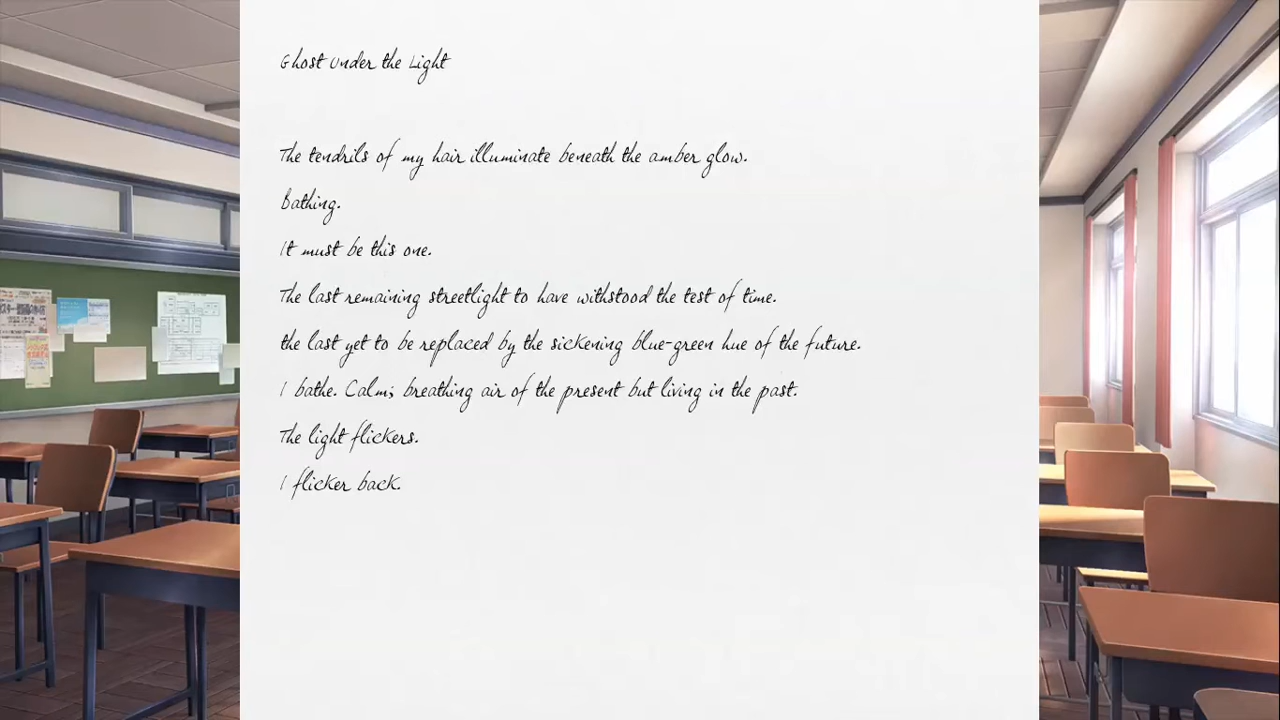 Ghost Under the Light
The tendrils of my hair illuminate beneath the amber glow.
Bathing.
It must be this one.
The last remaining streetlight to have withstood the test of time.
the last yet to be replaced by the sickening blue-green hue of the future.
I bathe. Calm; breathing air of the present but living in the past.
The light flickers.
I flicker back.